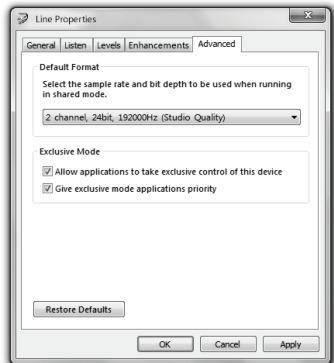 Line Properties
General Listen Levels Enhancements Advanced
Default Format
Select the sample rate and bit depth to be used when running
in shared mode.
2 channel, 24bit, 192000Hz (Studio Quality)
Exclusive Mode
Allow applications to take exclusive control of this device
Give exclusive mode applications priority
Restore Defaults
OK Cancel Apply